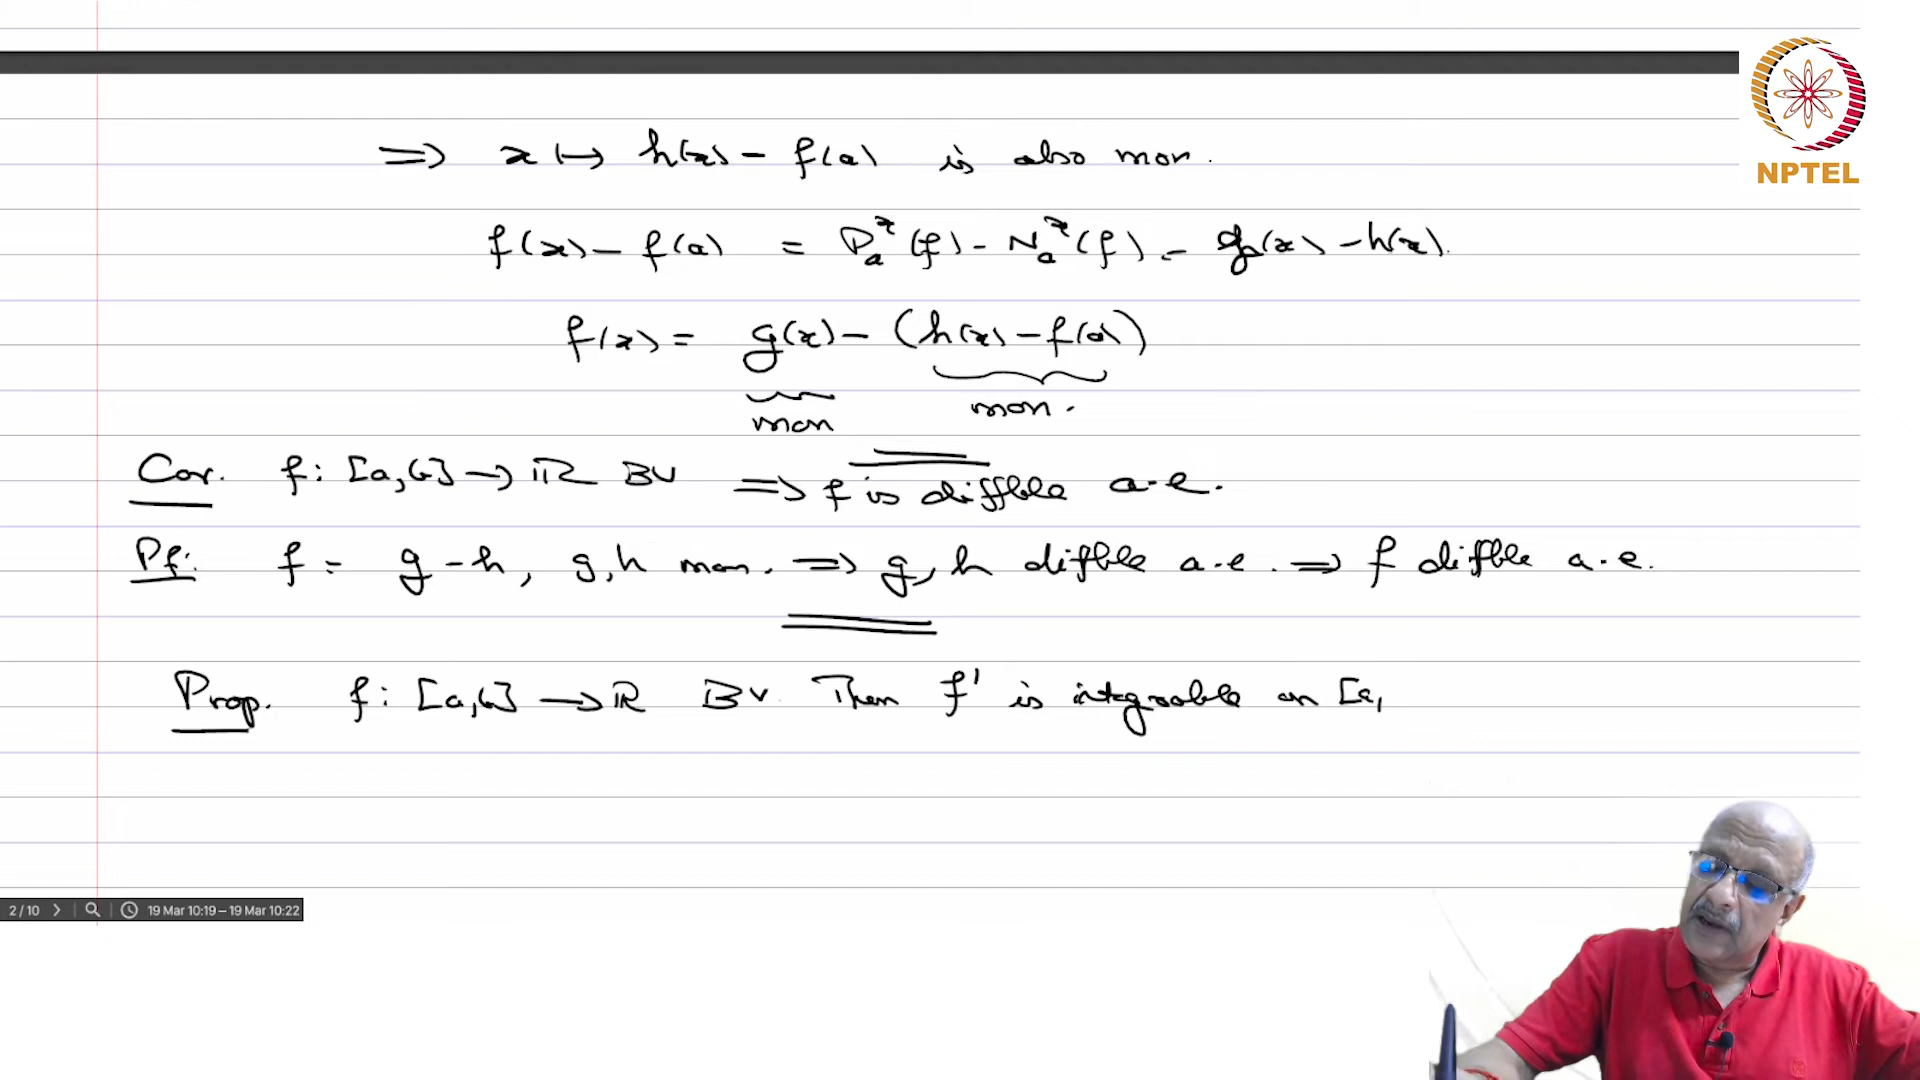 NPTEL
⇒ x ↦ h(x) – f(a) is also mon.
f(x) – f(a) = P_a^x(f) – N_a^x(f) = g(x) – h(x).
f(x) = g(x) – (h(x) – f(a))
mon mon.
Cor. f: [a,b] → ℝ BV ⇒ f is diffble a.e.
Pf: f = g – h, g, h mon. ⇒ g, h diffble a.e. ⇒ f diffble a.e.
Prop. f: [a,b] → ℝ BV. Then f' is integrable on [a,
2 / 10 19 Mar 10:19 – 19 Mar 10:22